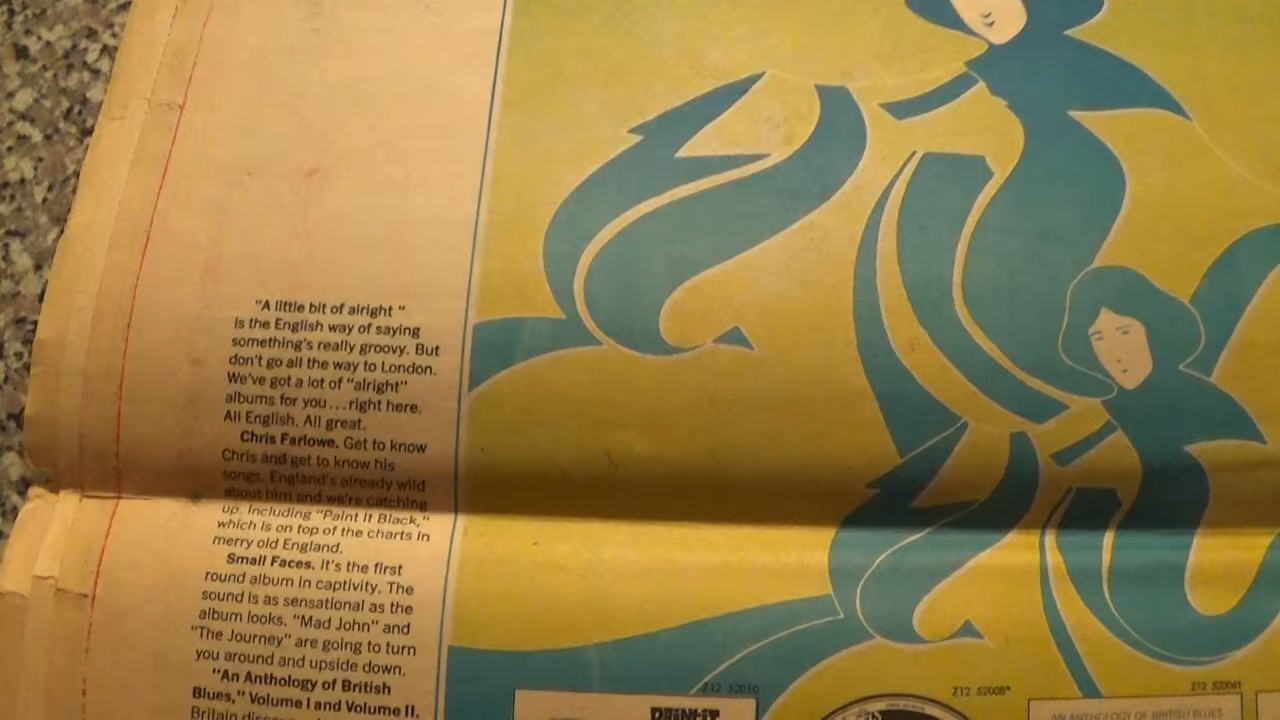 "A little bit of alright "
is the English way of saying
something's really groovy. But
don't go all the way to London.
We've got a lot of "alright"
albums for you...right here.
All English. All great.
Chris Farlowe. Get to know
Chris and get to know his
songs. England's already wild
about him and we're catching
up. Including "Paint It Black,"
which is on top of the charts in
merry old England.
Small Faces. It's the first
round album in captivity. The
sound is as sensational as the
album looks. "Mad John" and
"The Journey" are going to turn
you around and upside down.
"An Anthology of British
Blues," Volume I and Volume II.
Britain
Z12 52010
Z12 52008*
PAINT IT
AN ANTHOLOGY OF BRITISH BLUES